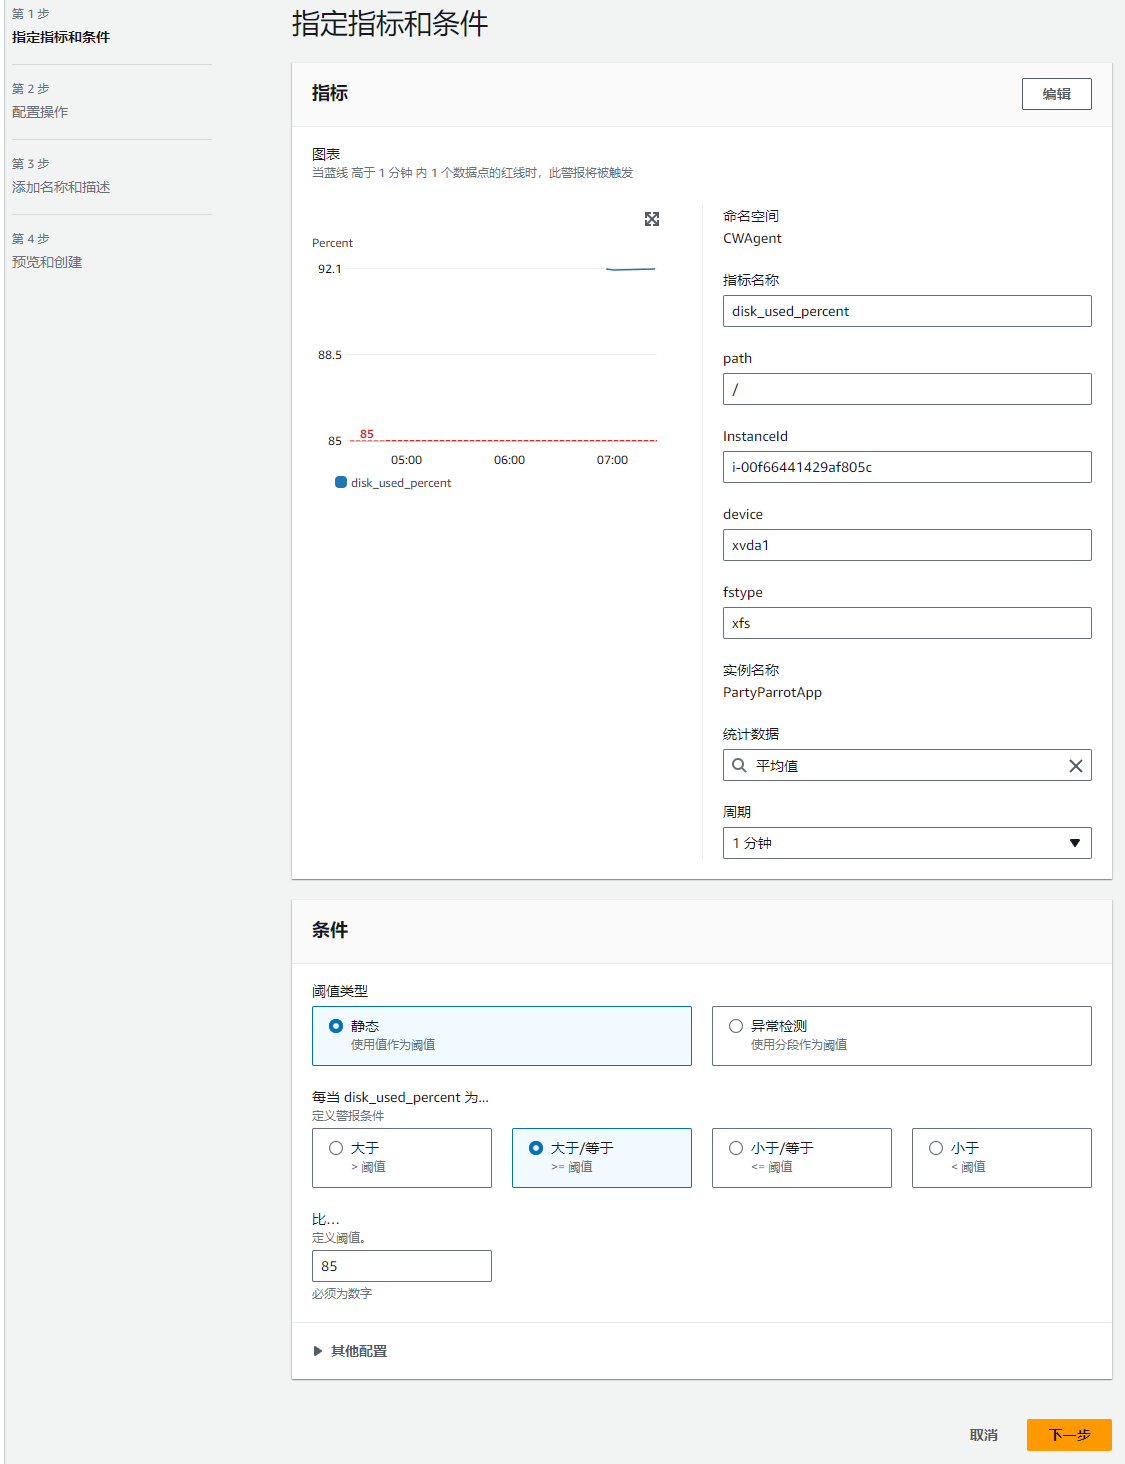 第 1 步
指定指标和条件
第 2 步
配置操作
第 3 步
添加名称和描述
第 4 步
预览和创建
指定指标和条件
指标
编辑
图表
当蓝线 高于 1 分钟 内 1 个数据点的红线时，此警报将被触发
Percent
92.1
88.5
85
85
05:00
06:00
07:00
disk_used_percent
命名空间
CWAgent
指标名称
disk_used_percent
path
/
InstanceId
i-00f66441429af805c
device
xvda1
fstype
xfs
实例名称
PartyParrotApp
统计数据
平均值
周期
1 分钟
条件
阈值类型
静态
使用值作为阈值
异常检测
使用分段作为阈值
每当 disk_used_percent 为...
定义警报条件
大于
> 阈值
大于/等于
>= 阈值
小于/等于
<= 阈值
小于
< 阈值
比...
定义阈值。
85
必须为数字
其他配置
取消
下一步